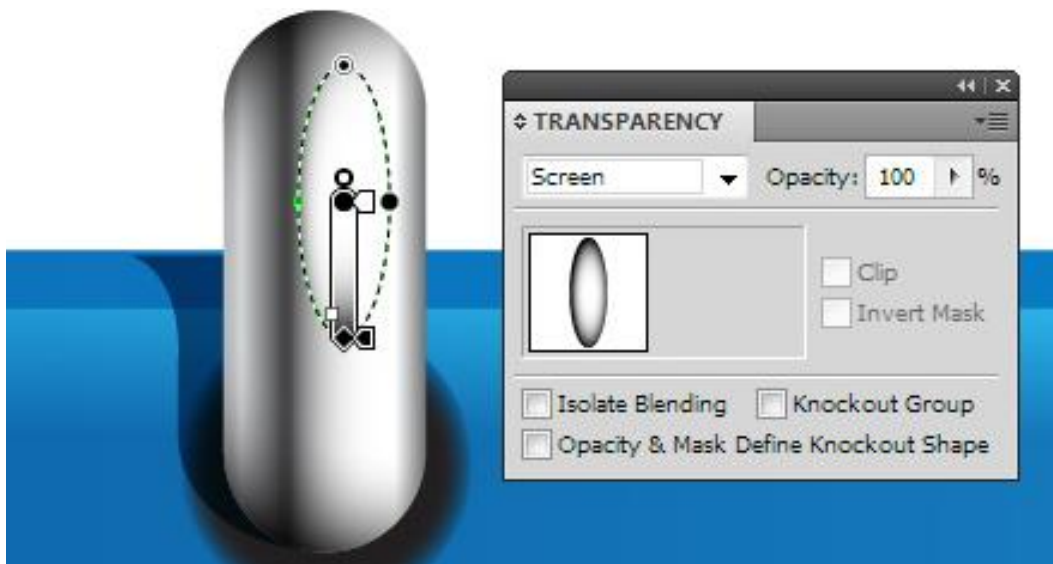 TRANSPARENCY
Screen Opacity: 100 %
Clip
Invert Mask
Isolate Blending Knockout Group
Opacity & Mask Define Knockout Shape